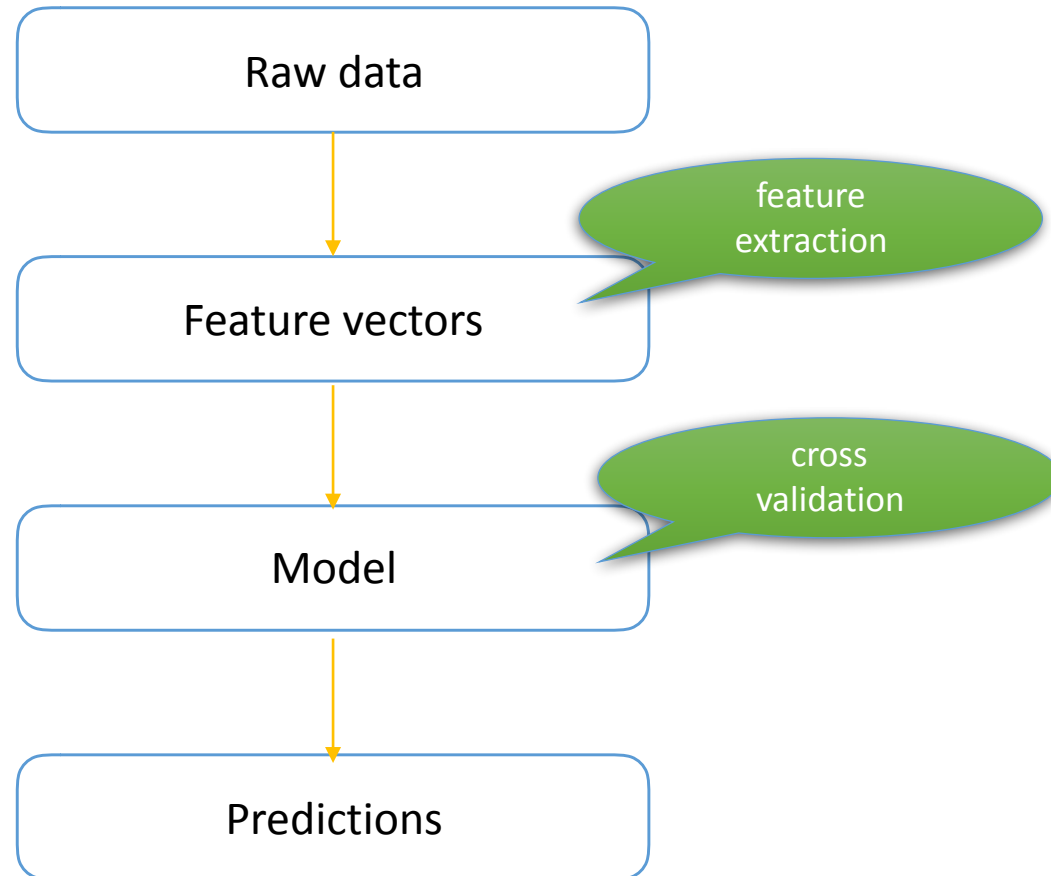 Raw data
feature
extraction
Feature vectors
cross
validation
Model
Predictions